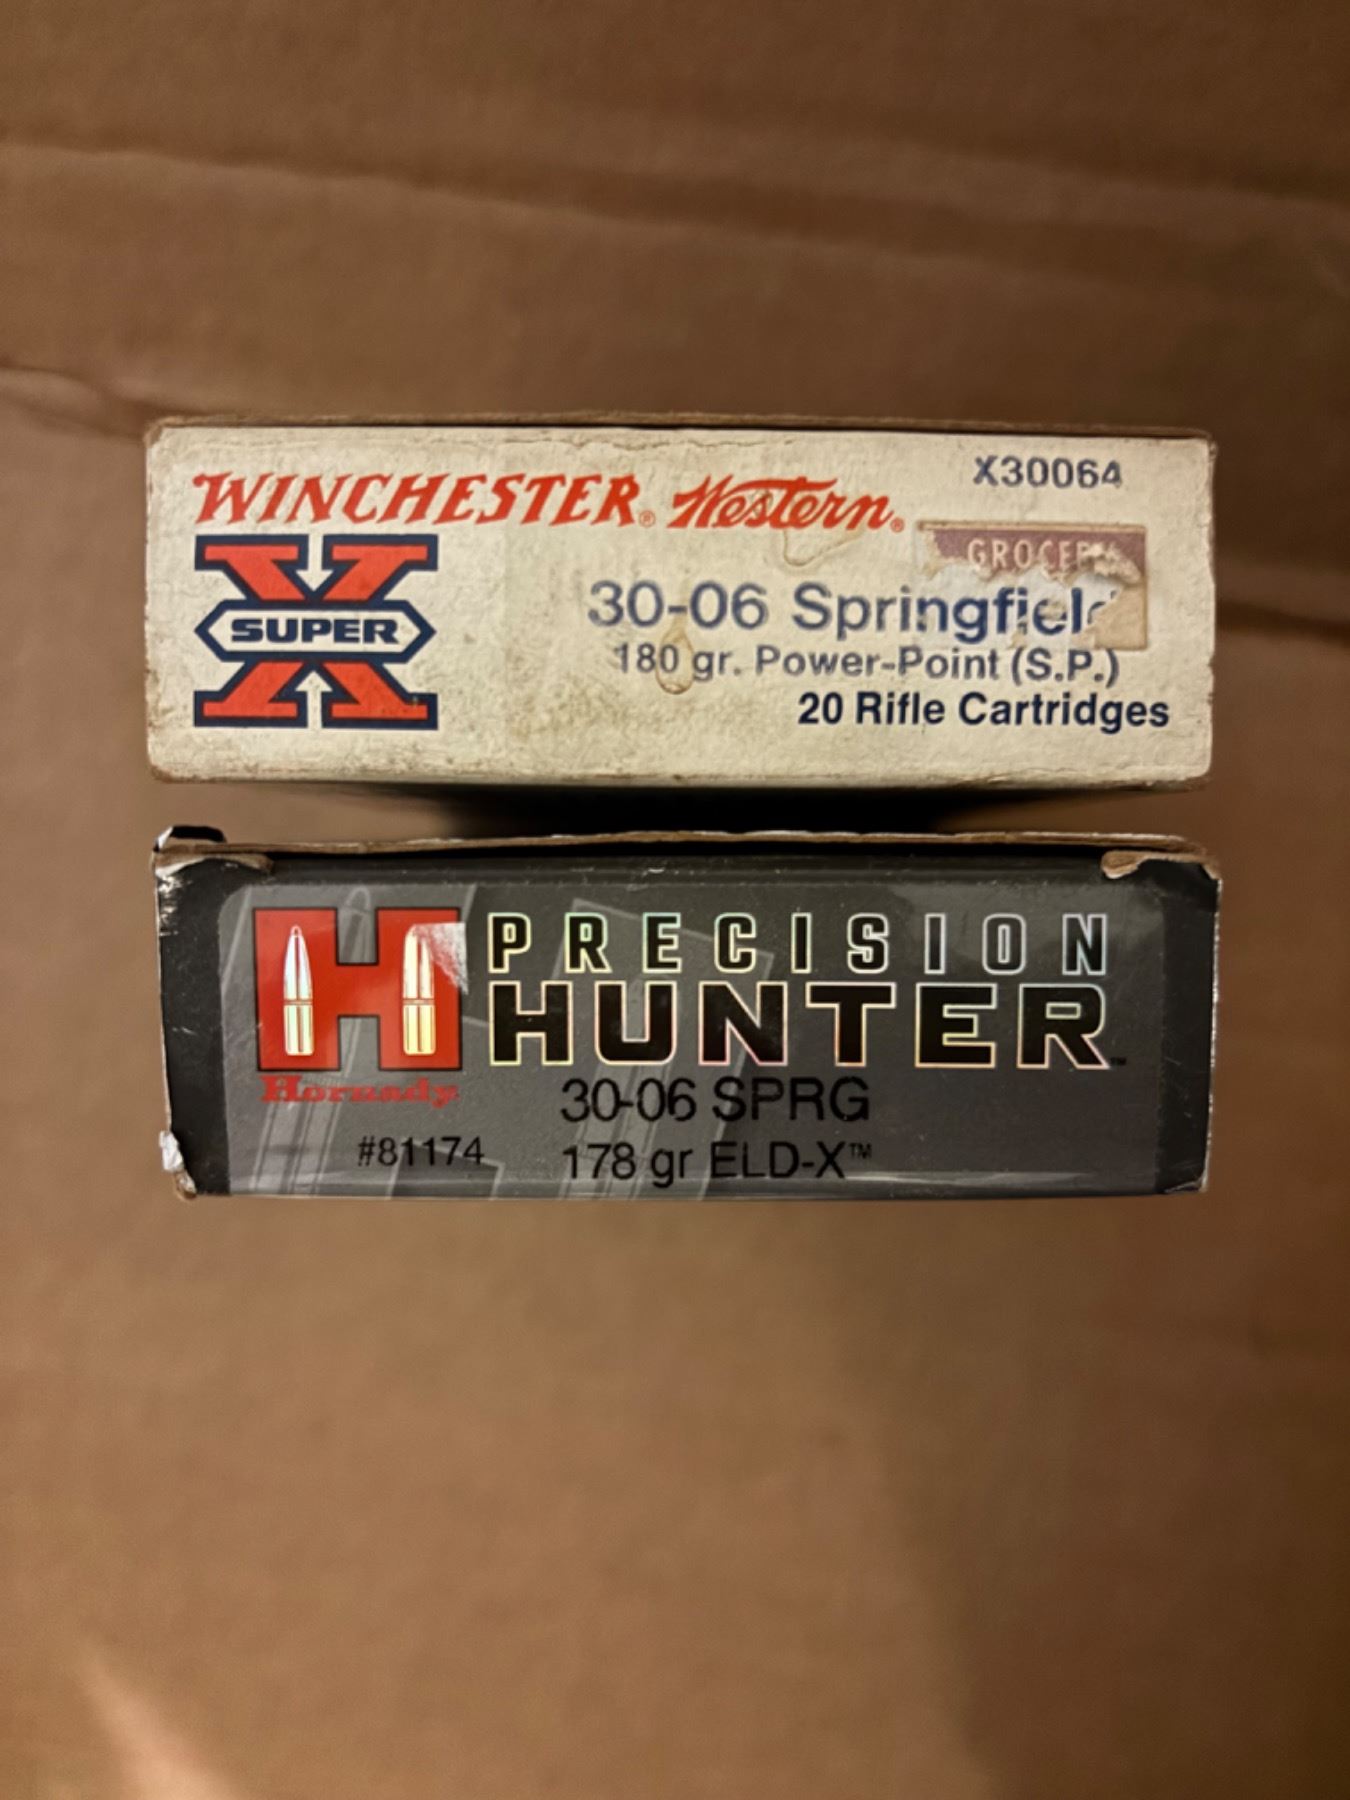 WINCHESTER® Western®
X30064
SUPER X
30-06 Springfield
180 gr. Power-Point (S.P.)
20 Rifle Cartridges
H
PRECISION
HUNTER™
Hornady®
30-06 SPRG
#81174
178 gr ELD-X™